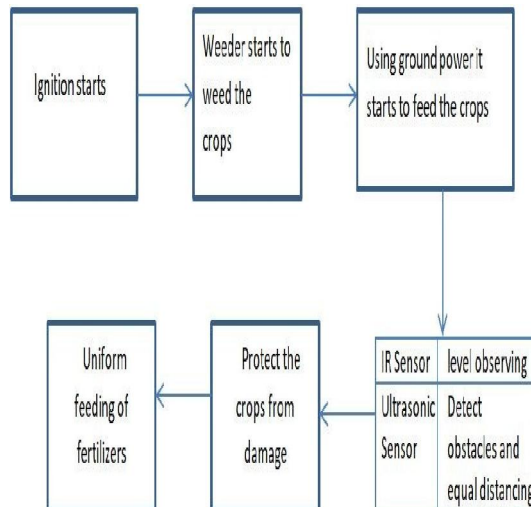 Ignition starts
Weeder starts to
weed the
crops
Using ground power it
starts to feed the crops
IR Sensor level observing
Ultrasonic Detect
Sensor obstacles and
equal distancing
Protect the
crops from
damage
Uniform
feeding of
fertilizers